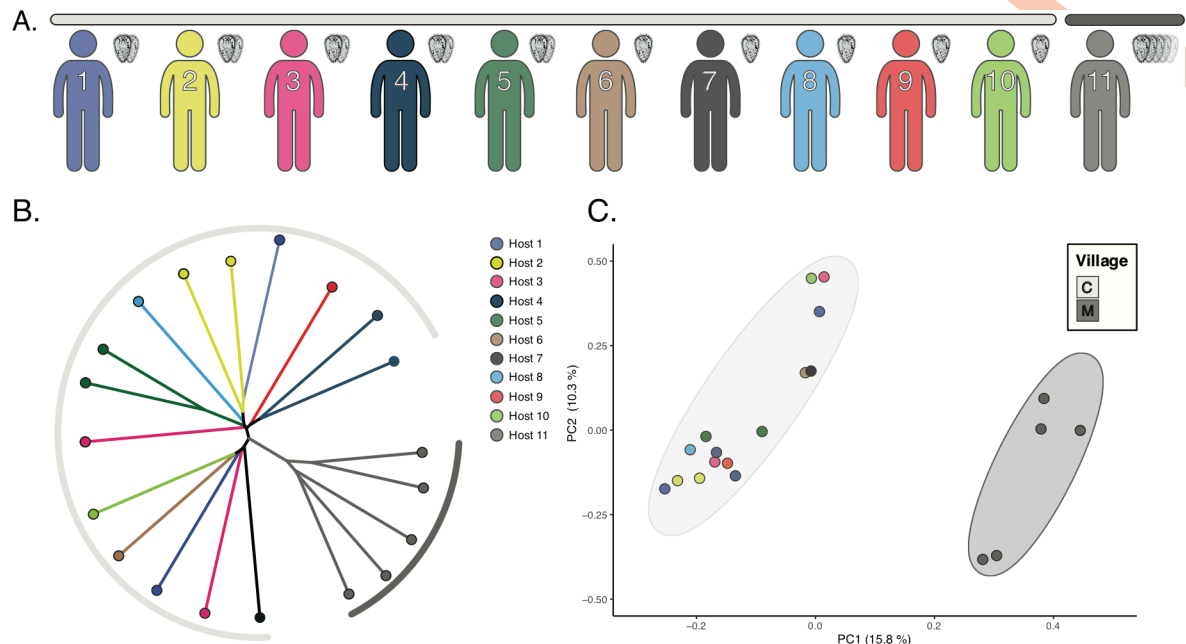 A.
1 2 3 4 5 6 7 8 9 10 11
B.
C.
Host 1
Host 2
Host 3
Host 4
Host 5
Host 6
Host 7
Host 8
Host 9
Host 10
Host 11
Village
C
M
PC2 (10.3 %)
0.50
0.25
0.00
−0.25
−0.50
−0.2 0.0 0.2 0.4
PC1 (15.8 %)